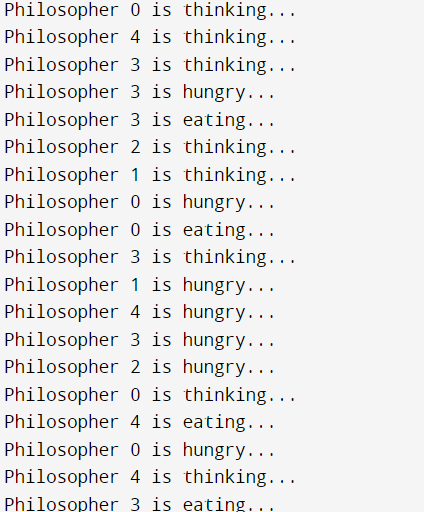 Philosopher 0 is thinking...
Philosopher 4 is thinking...
Philosopher 3 is thinking...
Philosopher 3 is hungry...
Philosopher 3 is eating...
Philosopher 2 is thinking...
Philosopher 1 is thinking...
Philosopher 0 is hungry...
Philosopher 0 is eating...
Philosopher 3 is thinking...
Philosopher 1 is hungry...
Philosopher 4 is hungry...
Philosopher 3 is hungry...
Philosopher 2 is hungry...
Philosopher 0 is thinking...
Philosopher 4 is eating...
Philosopher 0 is hungry...
Philosopher 4 is thinking...
Philosopher 3 is eating...